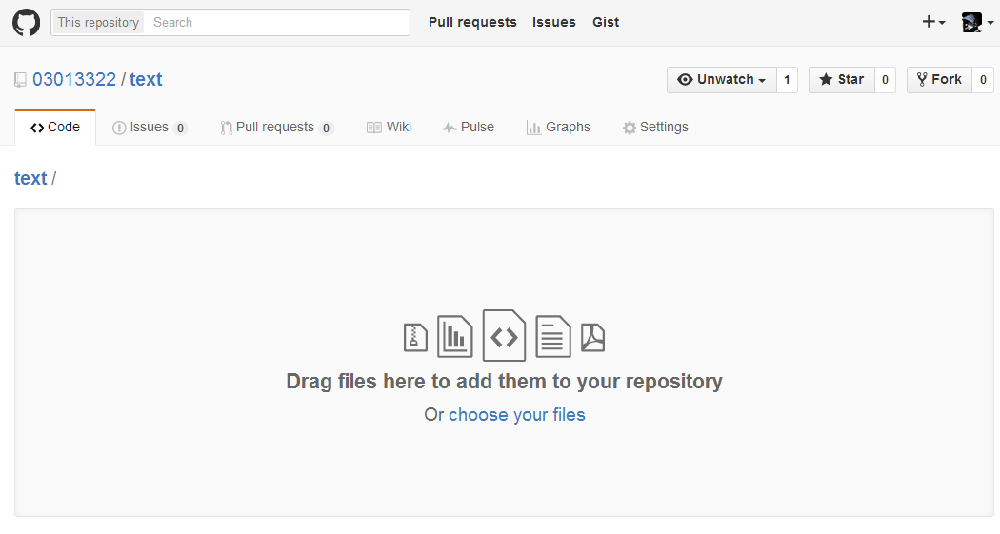 This repository Search Pull requests Issues Gist
03013322 / text Unwatch 1 Star 0 Fork 0
Code Issues 0 Pull requests 0 Wiki Pulse Graphs Settings
text /
Drag files here to add them to your repository
Or choose your files